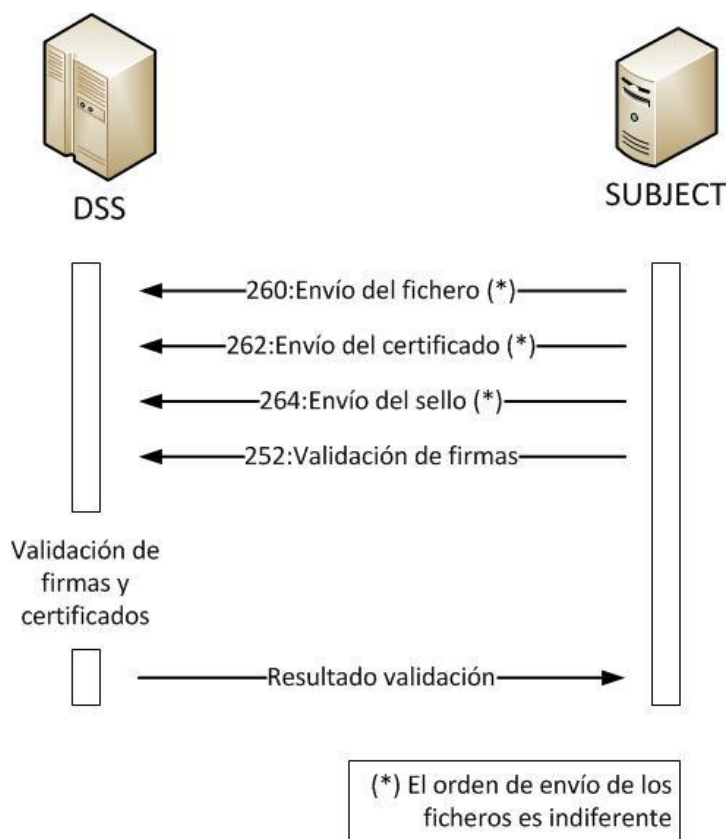 DSS
SUBJECT
260:Envío del fichero (*)
262:Envío del certificado (*)
264:Envío del sello (*)
252:Validación de firmas
Validación de
firmas y
certificados
Resultado validación
(*) El orden de envío de los
ficheros es indiferente